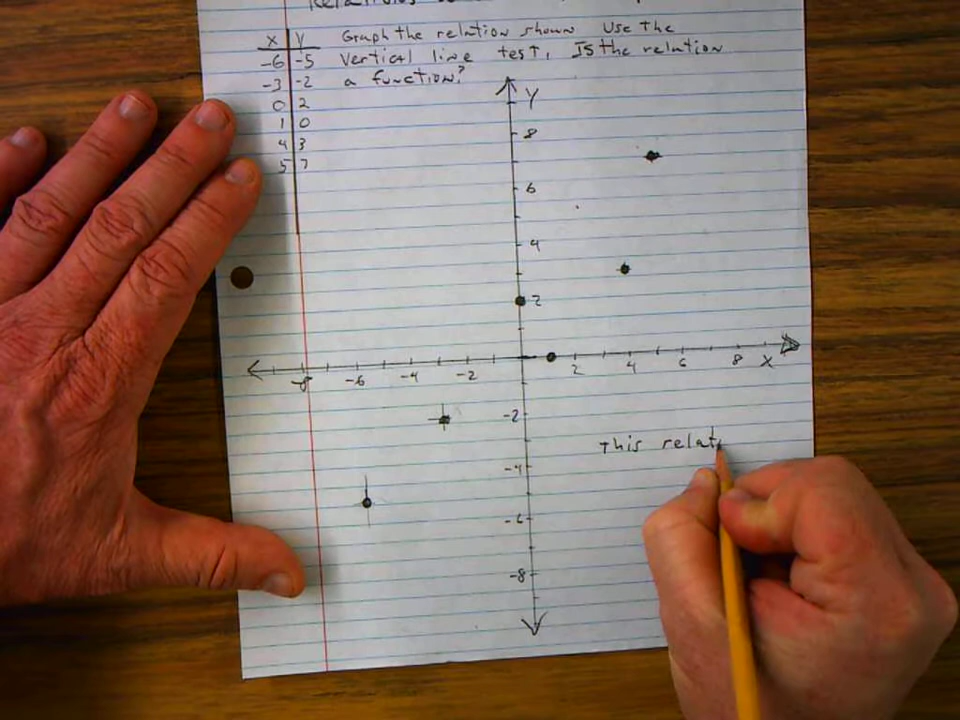 X Y Graph the relation shown Use the
-6 -5 Vertical line test, Is the relation
-3 -2 a function?
0 2
1 0
4 3
5 7
Y
8
6
4
2
-8 -6 -4 -2 2 4 6 8 X
-2
This relat
-4
-6
-8